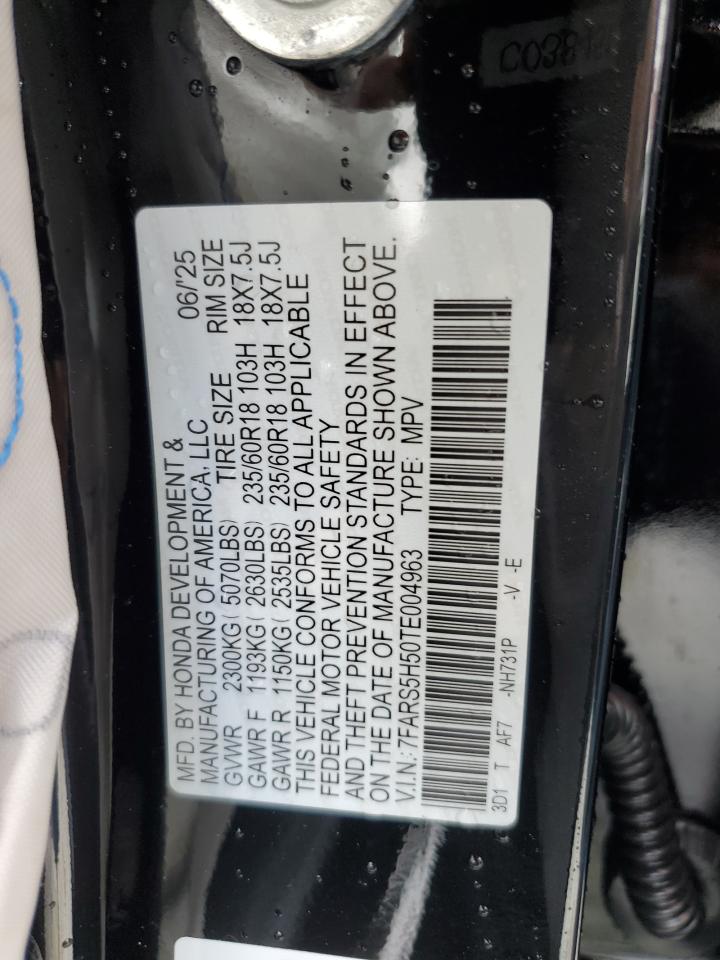 MFD. BY HONDA DEVELOPMENT &
MANUFACTURING OF AMERICA, LLC 06/'25
GVWR 2300KG( 5070LBS) TIRE SIZE RIM SIZE
GAWR F 1193KG( 2630LBS) 235/60R18 103H 18X7.5J
GAWR R 1150KG( 2535LBS) 235/60R18 103H 18X7.5J
THIS VEHICLE CONFORMS TO ALL APPLICABLE
FEDERAL MOTOR VEHICLE SAFETY
AND THEFT PREVENTION STANDARDS IN EFFECT
ON THE DATE OF MANUFACTURE SHOWN ABOVE.
V.I.N.: 7FARS5H50TE004963 TYPE: MPV
3D1 T AF7 -NH731P -V -E